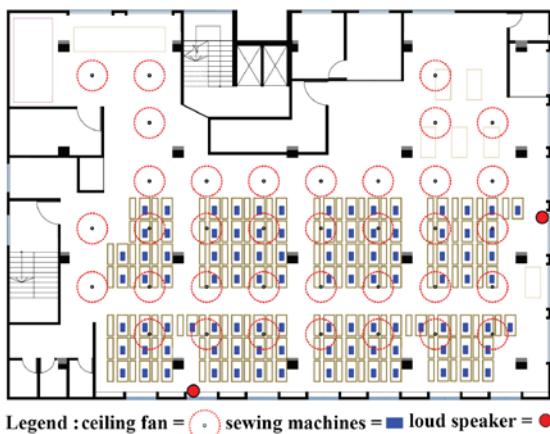 Legend : ceiling fan = sewing machines = loud speaker =